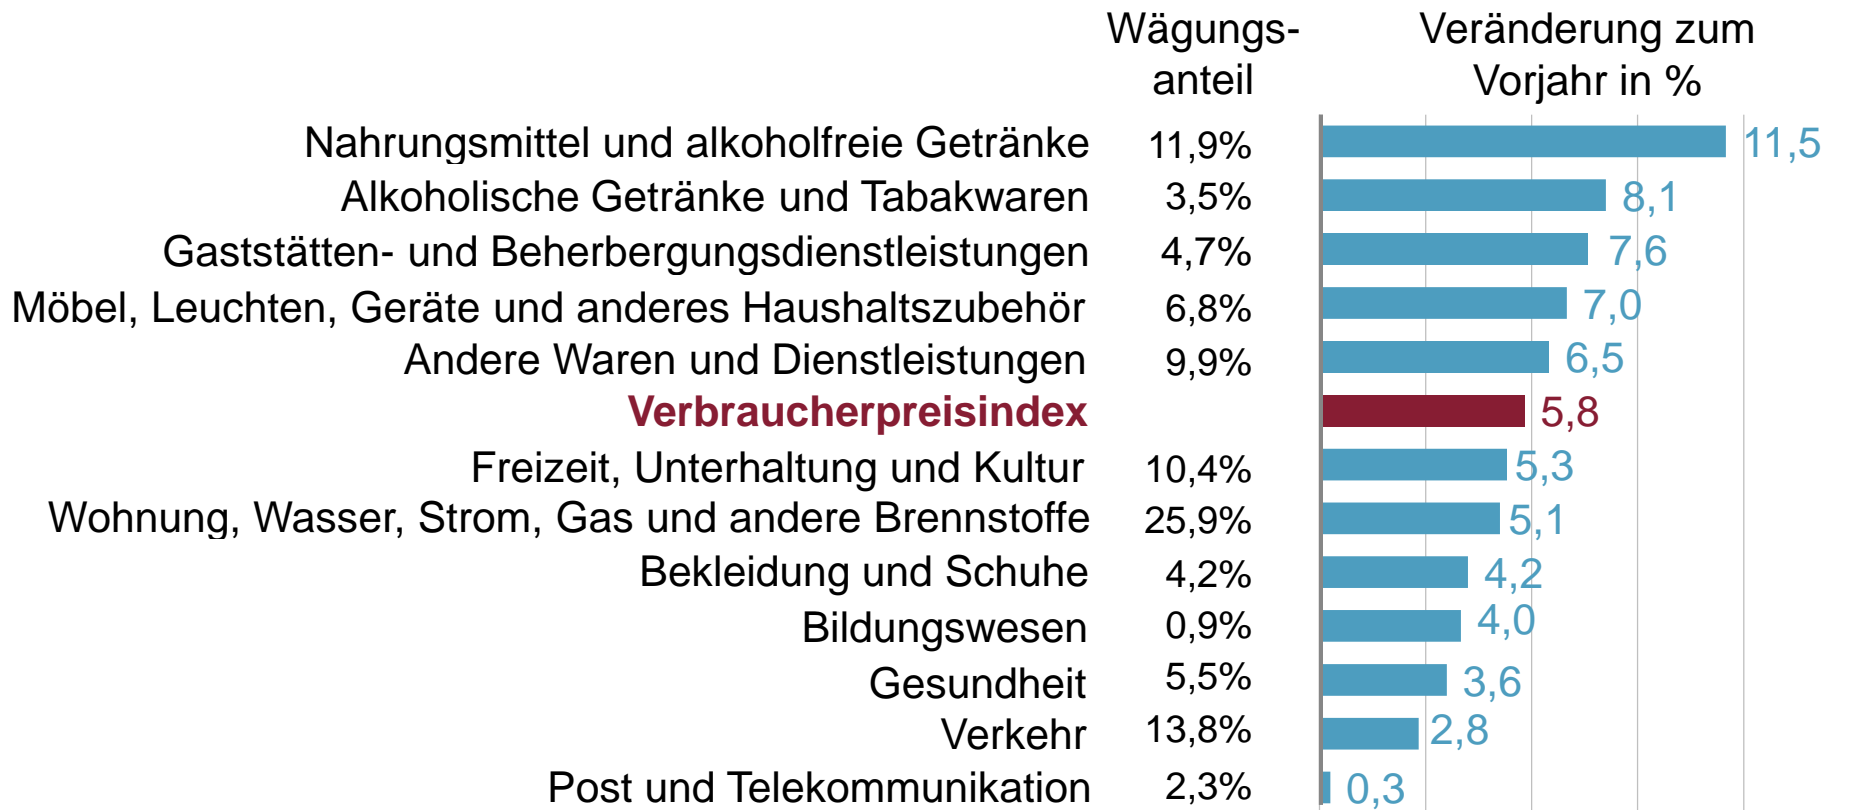 Wägungs-
anteil
Veränderung zum
Vorjahr in %
Nahrungsmittel und alkoholfreie Getränke 11,9% 11,5
Alkoholische Getränke und Tabakwaren 3,5% 8,1
Gaststätten- und Beherbergungsdienstleistungen 4,7% 7,6
Möbel, Leuchten, Geräte und anderes Haushaltszubehör 6,8% 7,0
Andere Waren und Dienstleistungen 9,9% 6,5
Verbraucherpreisindex 5,8
Freizeit, Unterhaltung und Kultur 10,4% 5,3
Wohnung, Wasser, Strom, Gas und andere Brennstoffe 25,9% 5,1
Bekleidung und Schuhe 4,2% 4,2
Bildungswesen 0,9% 4,0
Gesundheit 5,5% 3,6
Verkehr 13,8% 2,8
Post und Telekommunikation 2,3% 0,3